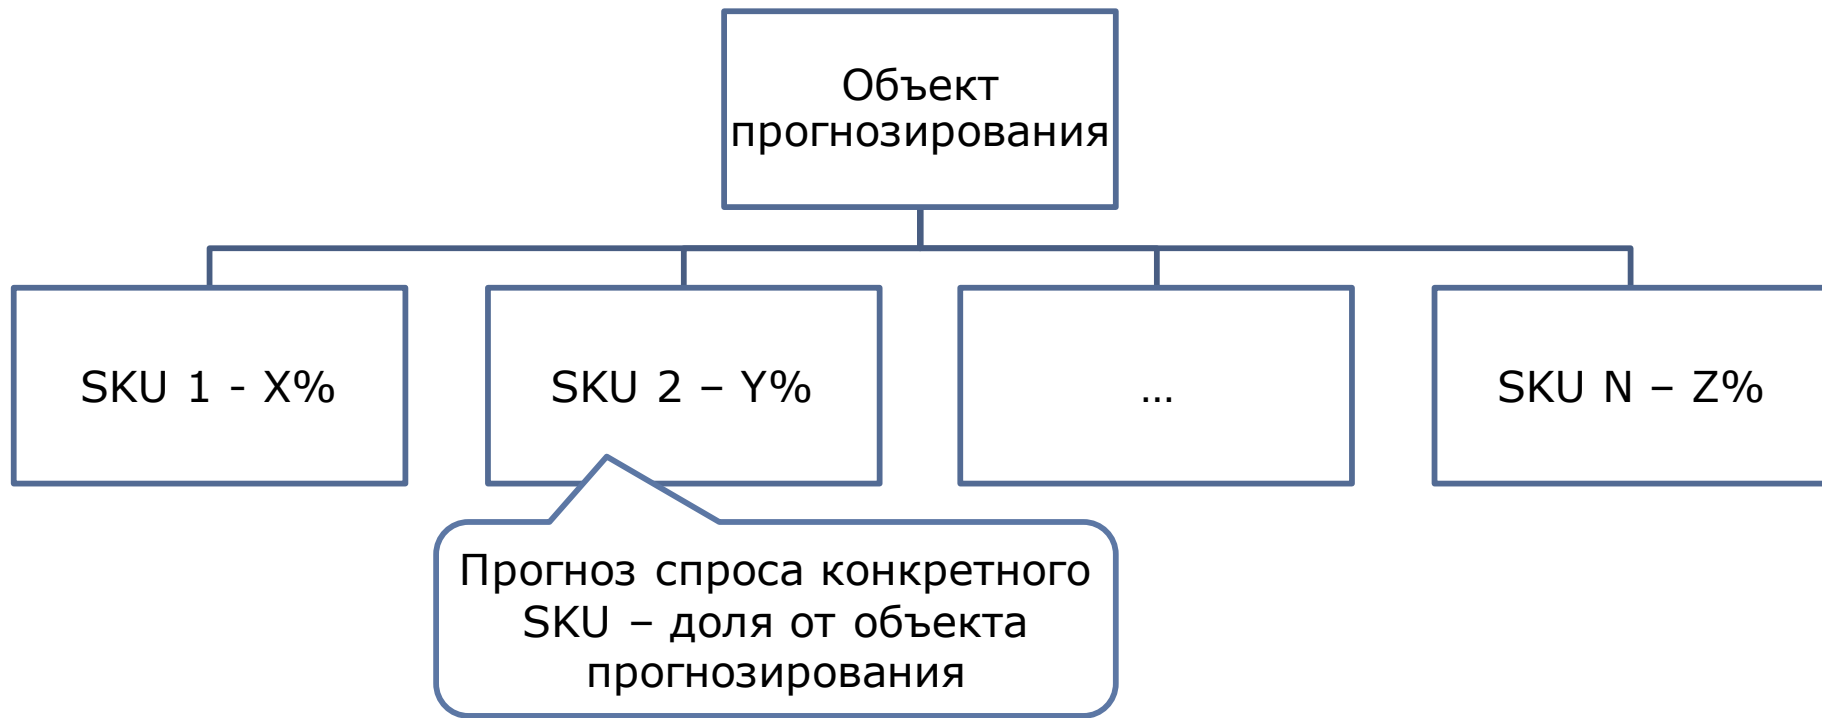 Объект
прогнозирования
SKU 1 - X%
SKU 2 – Y%
...
SKU N – Z%
Прогноз спроса конкретного
SKU – доля от объекта
прогнозирования